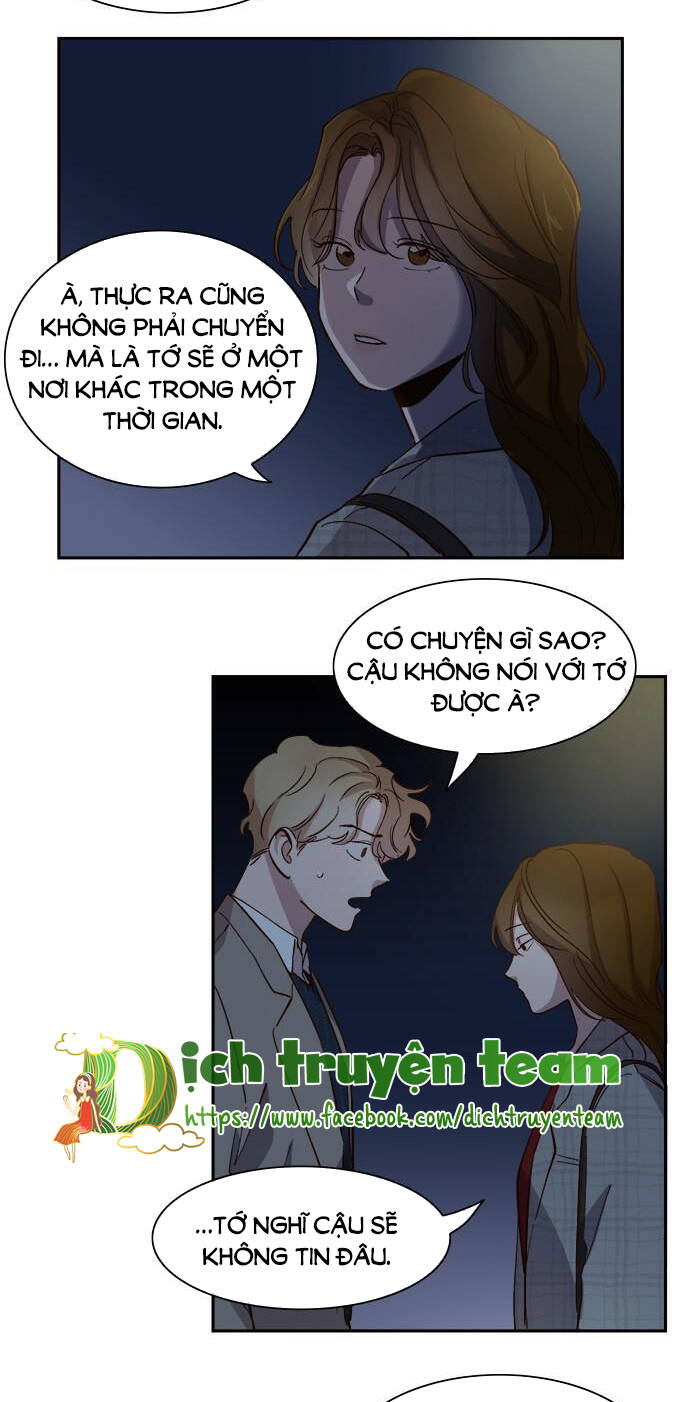 À, THỰC RA CŨNG
KHÔNG PHẢI CHUYỂN
ĐI... MÀ LÀ TỚ SẼ Ở MỘT
NƠI KHÁC TRONG MỘT
THỜI GIAN.
CÓ CHUYỆN GÌ SAO?
CẬU KHÔNG NÓI VỚI TỚ
ĐƯỢC À?
Dịch truyện team
https://www.facebook.com/dichtruyenteam
...TỚ NGHĨ CẬU SẼ
KHÔNG TIN ĐÂU.